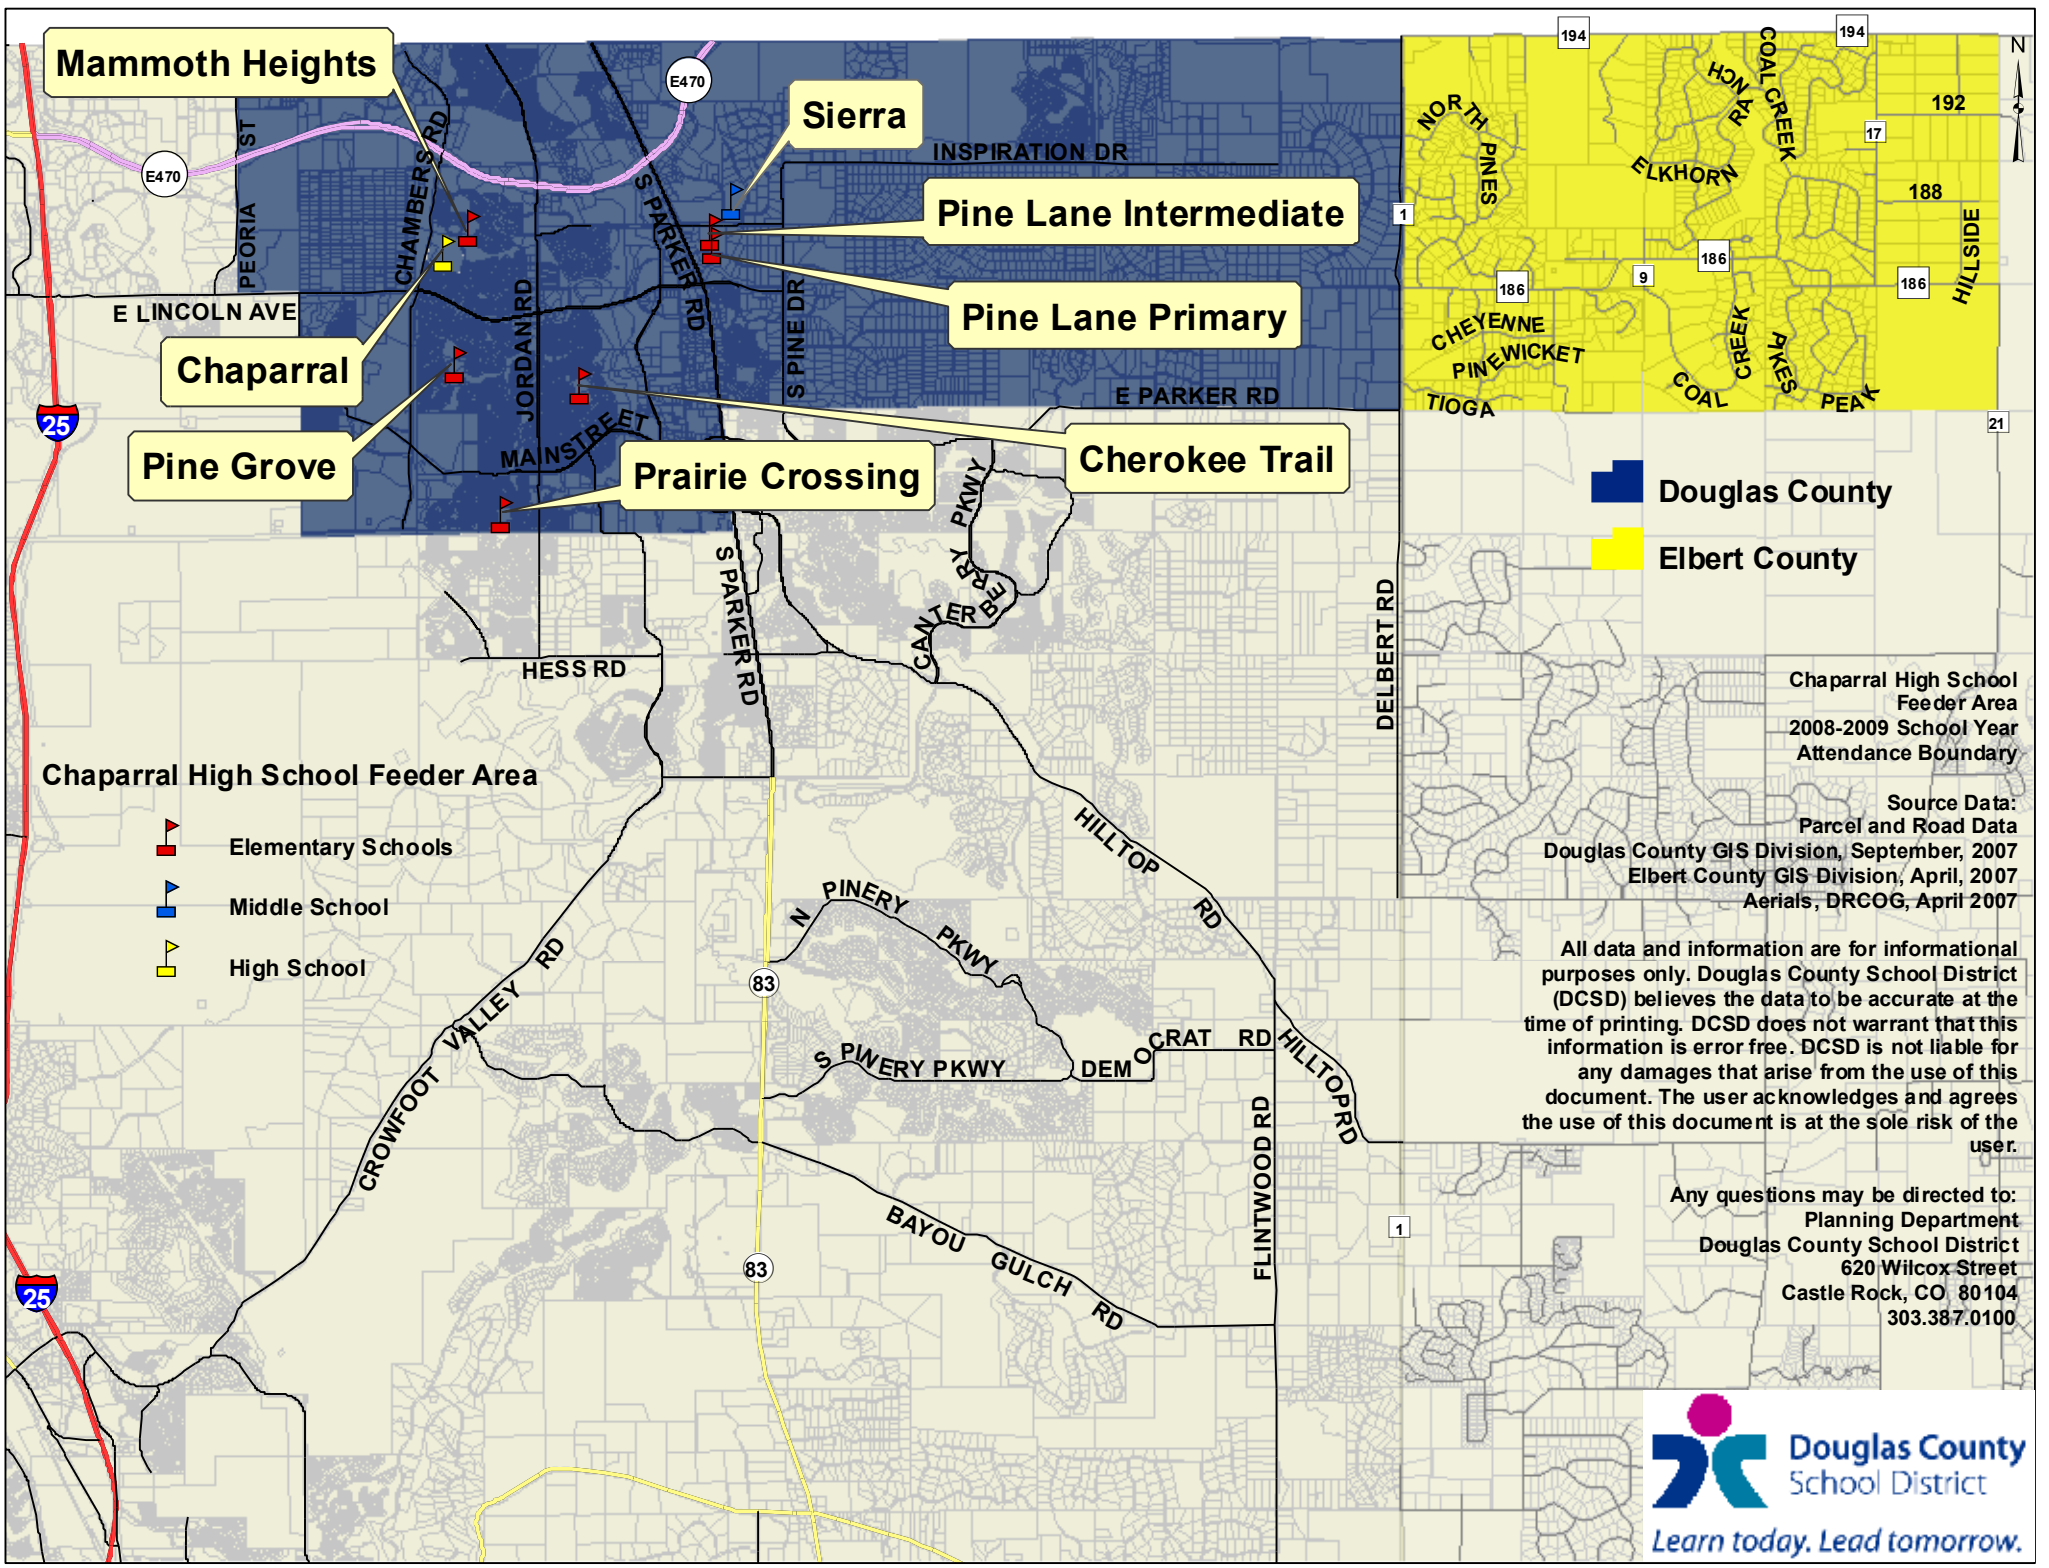 Mammoth Heights
Sierra
Pine Lane Intermediate
Pine Lane Primary
Chaparral
Pine Grove
Prairie Crossing
Cherokee Trail
E470
E470
PEORIA ST
CHAMBERS RD
JORDAN RD
S PARKER RD
INSPIRATION DR
S PINE DR
E LINCOLN AVE
MAINSTREET
E PARKER RD
25
194
194
COAL CREEK
RANCH
ELKHORN
NORTH PINES
192
17
188
1
186
9
186
186
HILLSIDE
CHEYENNE
PINEWICKET
TIOGA
COAL CREEK
PIKES PEAK
21
N
Douglas County
Elbert County
CANTERBERRY PKWY
S PARKER RD
HESS RD
DELBERT RD
Chaparral High School Feeder Area
Elementary Schools
Middle School
High School
HILLTOP RD
N PINERY PKWY
83
S PINERY PKWY
DEMOCRAT RD
HILLTOP RD
CROWFOOT VALLEY RD
FLINTWOOD RD
BAYOU GULCH RD
83
1
25
Chaparral High School
Feeder Area
2008-2009 School Year
Attendance Boundary
Source Data:
Parcel and Road Data
Douglas County GIS Division, September, 2007
Elbert County GIS Division, April, 2007
Aerials, DRCOG, April 2007
All data and information are for informational
purposes only. Douglas County School District
(DCSD) believes the data to be accurate at the
time of printing. DCSD does not warrant that this
information is error free. DCSD is not liable for
any damages that arise from the use of this
document. The user acknowledges and agrees
the use of this document is at the sole risk of the
user.
Any questions may be directed to:
Planning Department
Douglas County School District
620 Wilcox Street
Castle Rock, CO 80104
303.387.0100
Douglas County
School District
Learn today. Lead tomorrow.